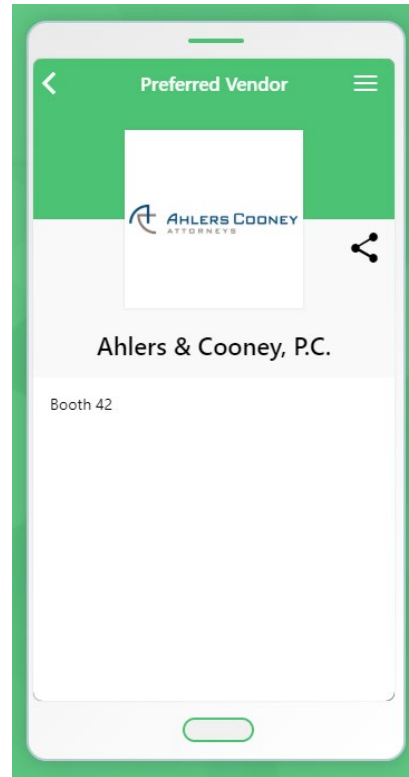 Preferred Vendor
AHLERS COONEY
ATTORNEYS
Ahlers & Cooney, P.C.
Booth 42